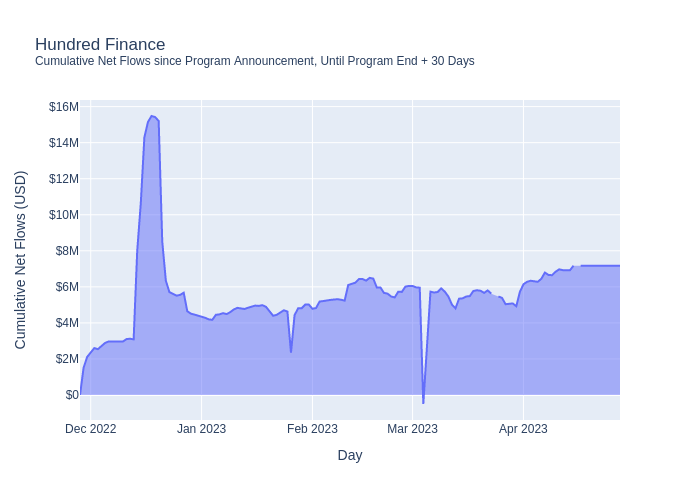 Hundred Finance
Cumulative Net Flows since Program Announcement, Until Program End + 30 Days
Cumulative Net Flows (USD)
$16M
$14M
$12M
$10M
$8M
$6M
$4M
$2M
$0
Dec 2022 Jan 2023 Feb 2023 Mar 2023 Apr 2023
Day